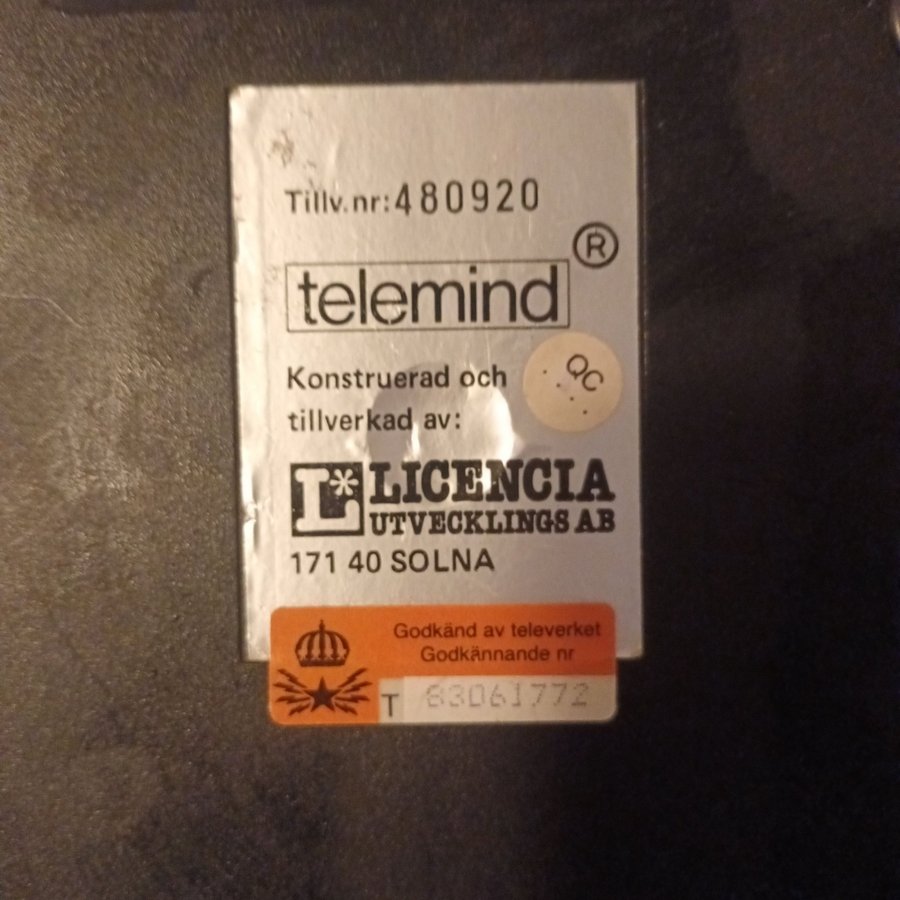 Tillv.nr: 480920
telemind ®
Konstruerad och
tillverkad av:
QC
L* LICENCIA
UTVECKLINGS AB
171 40 SOLNA
Godkänd av televerket
Godkännande nr
T 83061772